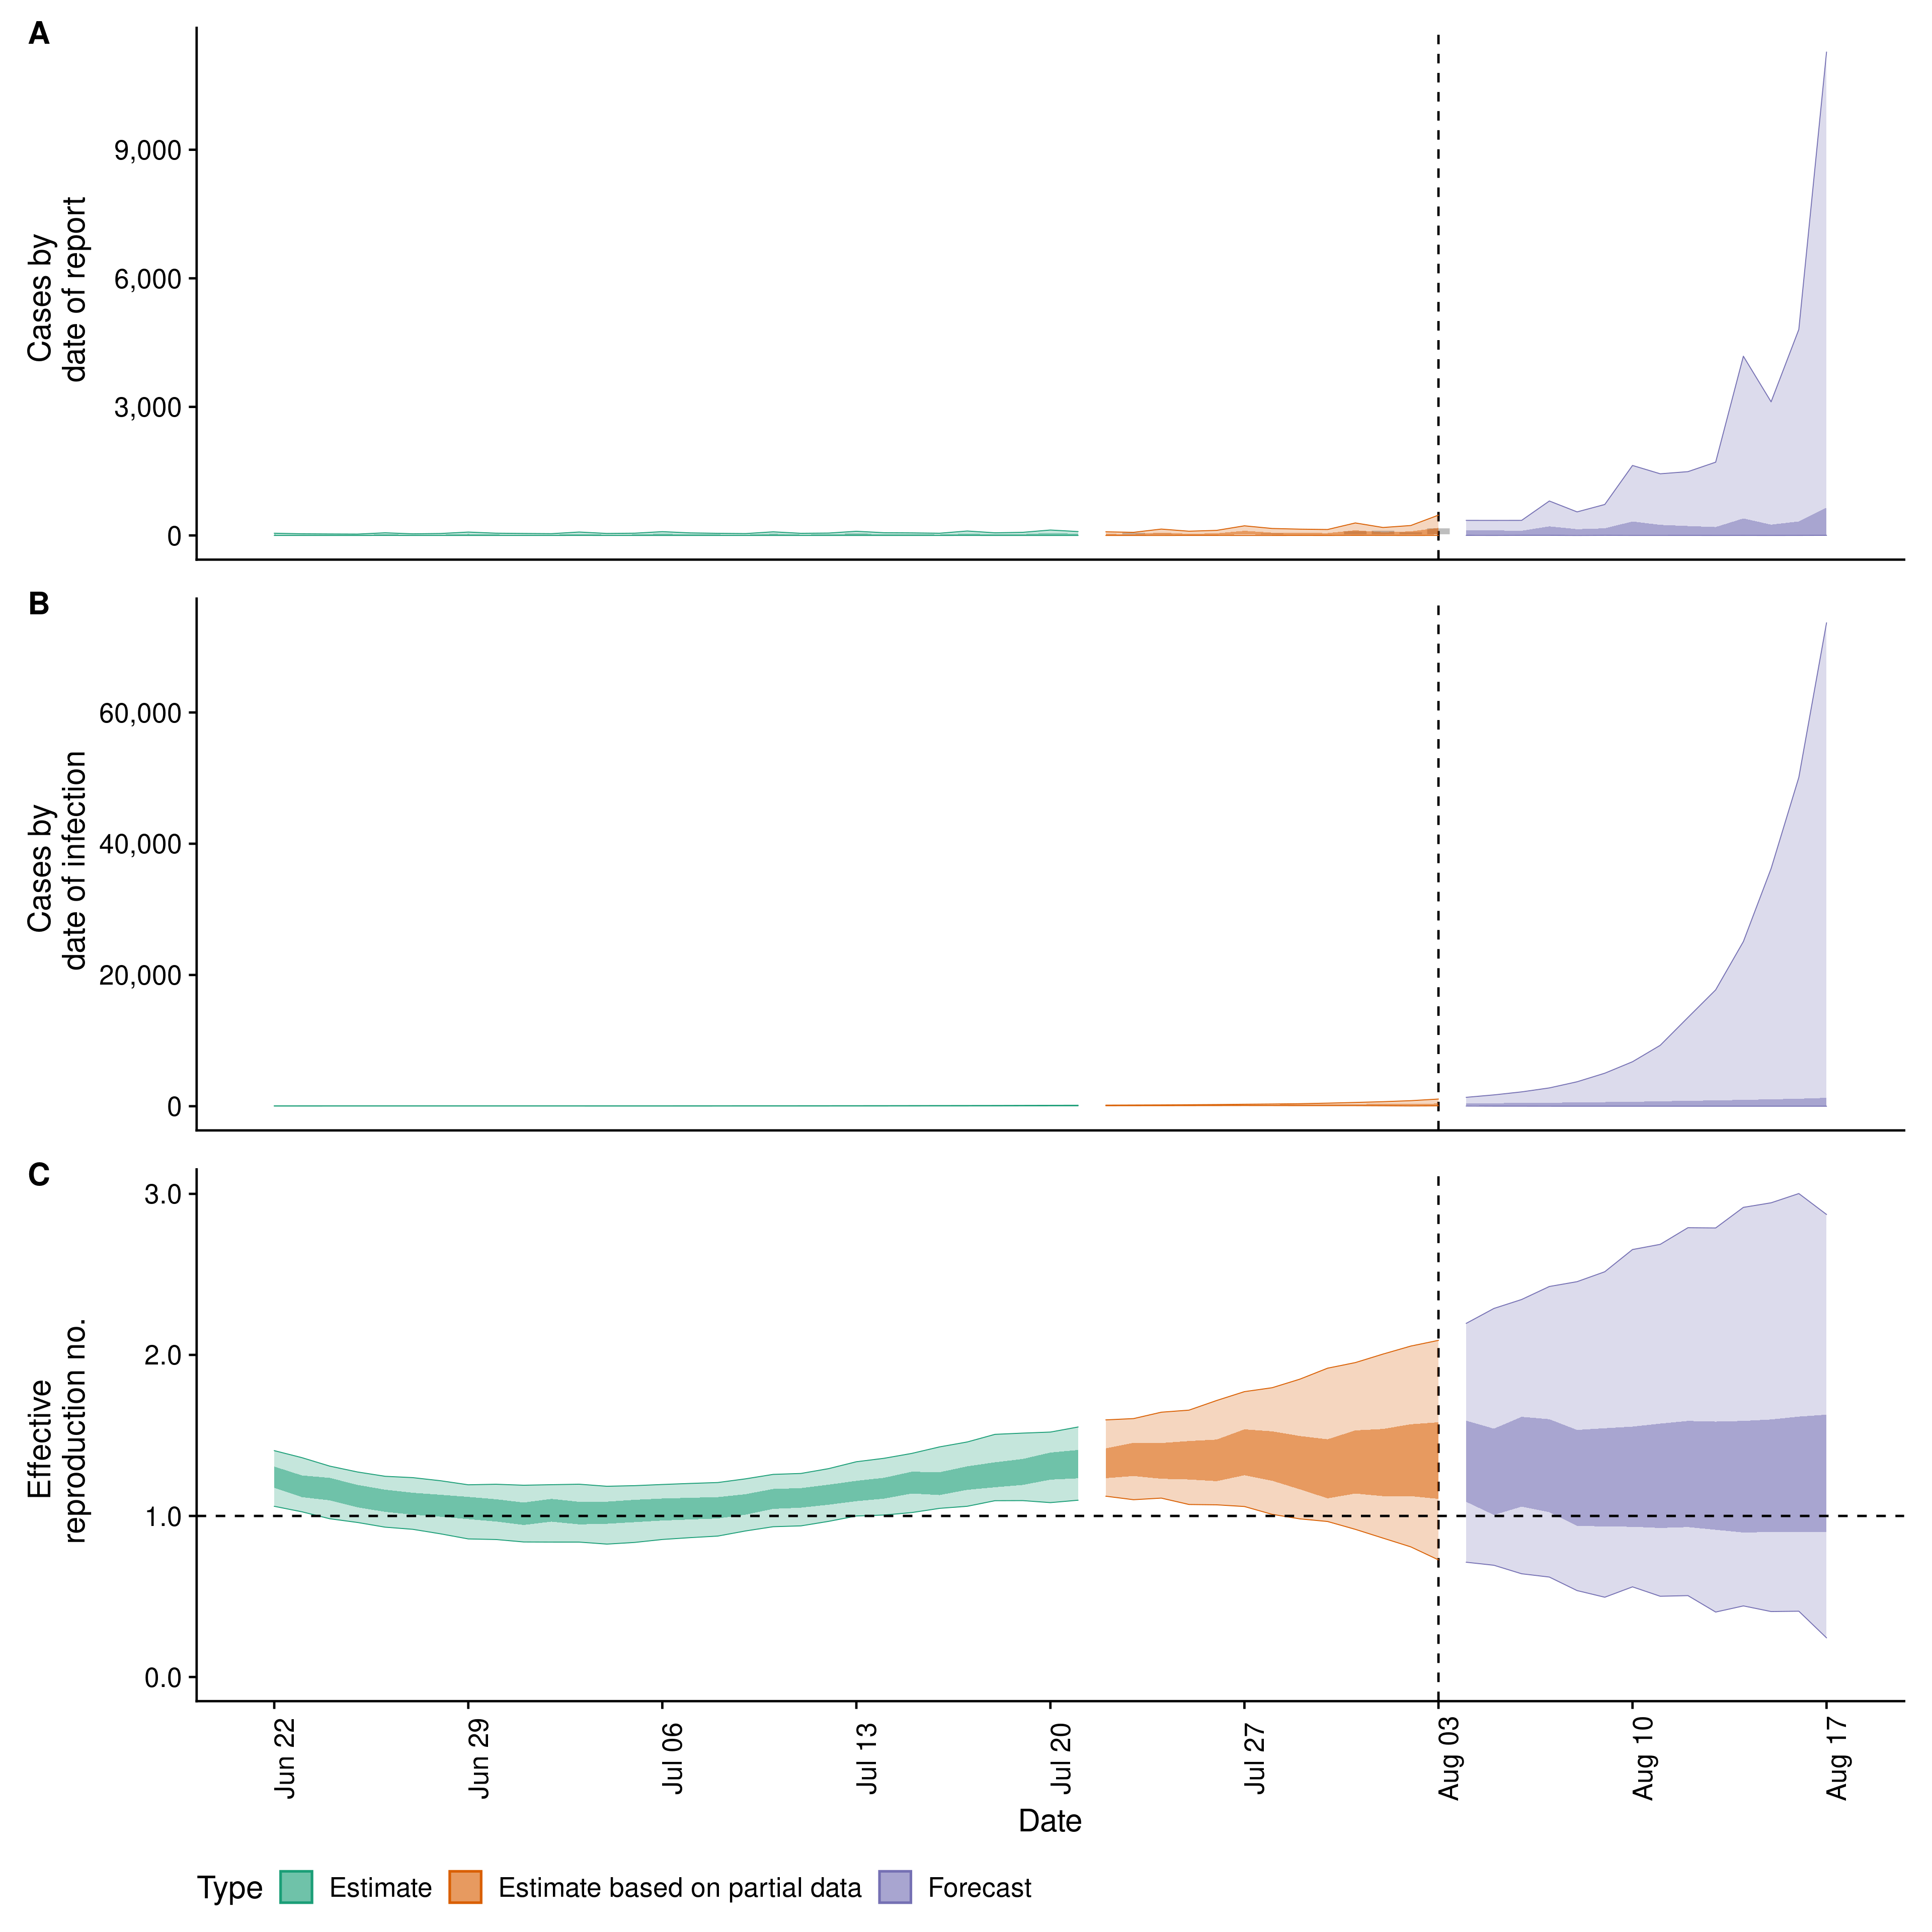 A
Cases by
date of report
9,000
6,000
3,000
0
B
Cases by
date of infection
60,000
40,000
20,000
0
C
Effective
reproduction no.
3.0
2.0
1.0
0.0
Jun 22
Jun 29
Jul 06
Jul 13
Jul 20
Jul 27
Aug 03
Aug 10
Aug 17
Date
Type Estimate Estimate based on partial data Forecast